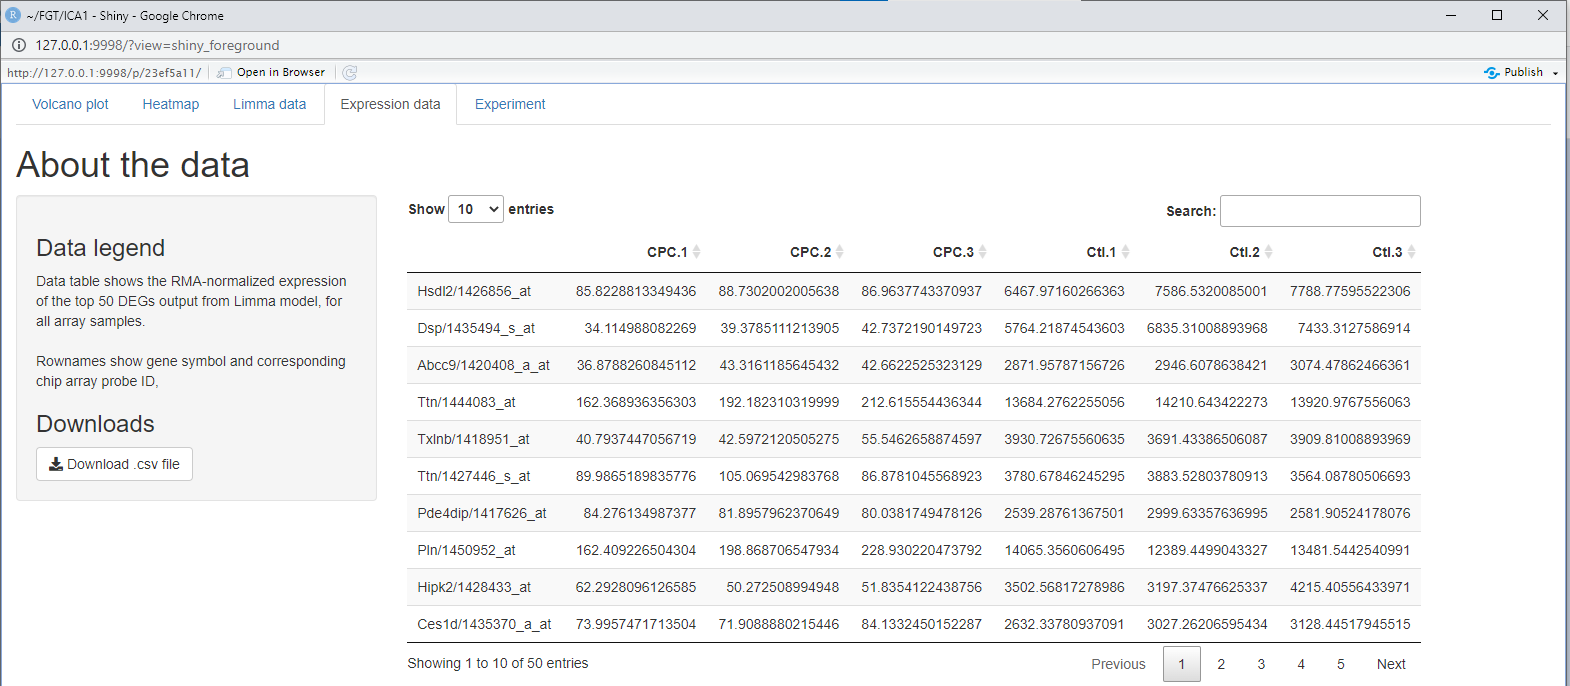 ~/FGT/ICA1 - Shiny - Google Chrome
127.0.0.1:9998/?view=shiny_foreground
http://127.0.0.1:9998/p/23ef5a11/ Open in Browser Publish
Volcano plot Heatmap Limma data Expression data Experiment
About the data
Data legend
Data table shows the RMA-normalized expression
of the top 50 DEGs output from Limma model, for
all array samples.
Rownames show gene symbol and corresponding
chip array probe ID,
Downloads
Download .csv file
Show 10 entries Search:
CPC.1 CPC.2 CPC.3 Ctl.1 Ctl.2 Ctl.3
Hsdl2/1426856_at 85.8228813349436 88.7302002005638 86.9637743370937 6467.97160266363 7586.5320085001 7788.77595522306
Dsp/1435494_s_at 34.114988082269 39.3785111213905 42.7372190149723 5764.21874543603 6835.31008893968 7433.3127586914
Abcc9/1420408_a_at 36.8788260845112 43.3161185645432 42.6622525323129 2871.95787156726 2946.6078638421 3074.47862466361
Ttn/1444083_at 162.368936356303 192.182310319999 212.615554436344 13684.2762255056 14210.643422273 13920.9767556063
Txlnb/1418951_at 40.7937447056719 42.5972120505275 55.5462658874597 3930.72675560635 3691.43386506087 3909.81008893969
Ttn/1427446_s_at 89.9865189835776 105.069542983768 86.8781045568923 3780.67846245295 3883.52803780913 3564.08780506693
Pde4dip/1417626_at 84.276134987377 81.8957962370649 80.0381749478126 2539.28761367501 2999.63357636995 2581.90524178076
Pln/1450952_at 162.409226504304 198.868706547934 228.930220473792 14065.3560606495 12389.4499043327 13481.5442540991
Hipk2/1428433_at 62.2928096126585 50.272508994948 51.8354122438756 3502.56817278986 3197.37476625337 4215.40556433971
Ces1d/1435370_a_at 73.9957471713504 71.9088880215446 84.1332450152287 2632.33780937091 3027.26206595434 3128.44517945515
Showing 1 to 10 of 50 entries Previous 1 2 3 4 5 Next